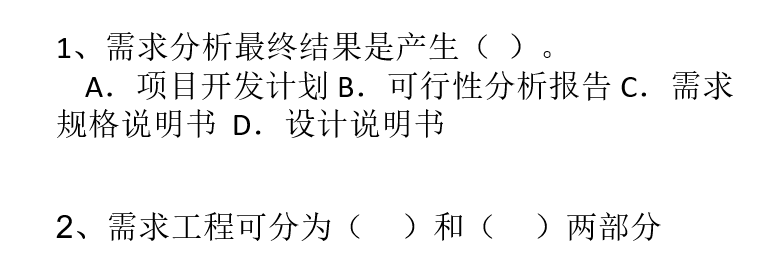 1、需求分析最终结果是产生（ ）。
A．项目开发计划 B．可行性分析报告 C．需求
规格说明书 D．设计说明书
2、需求工程可分为（ ）和（ ）两部分